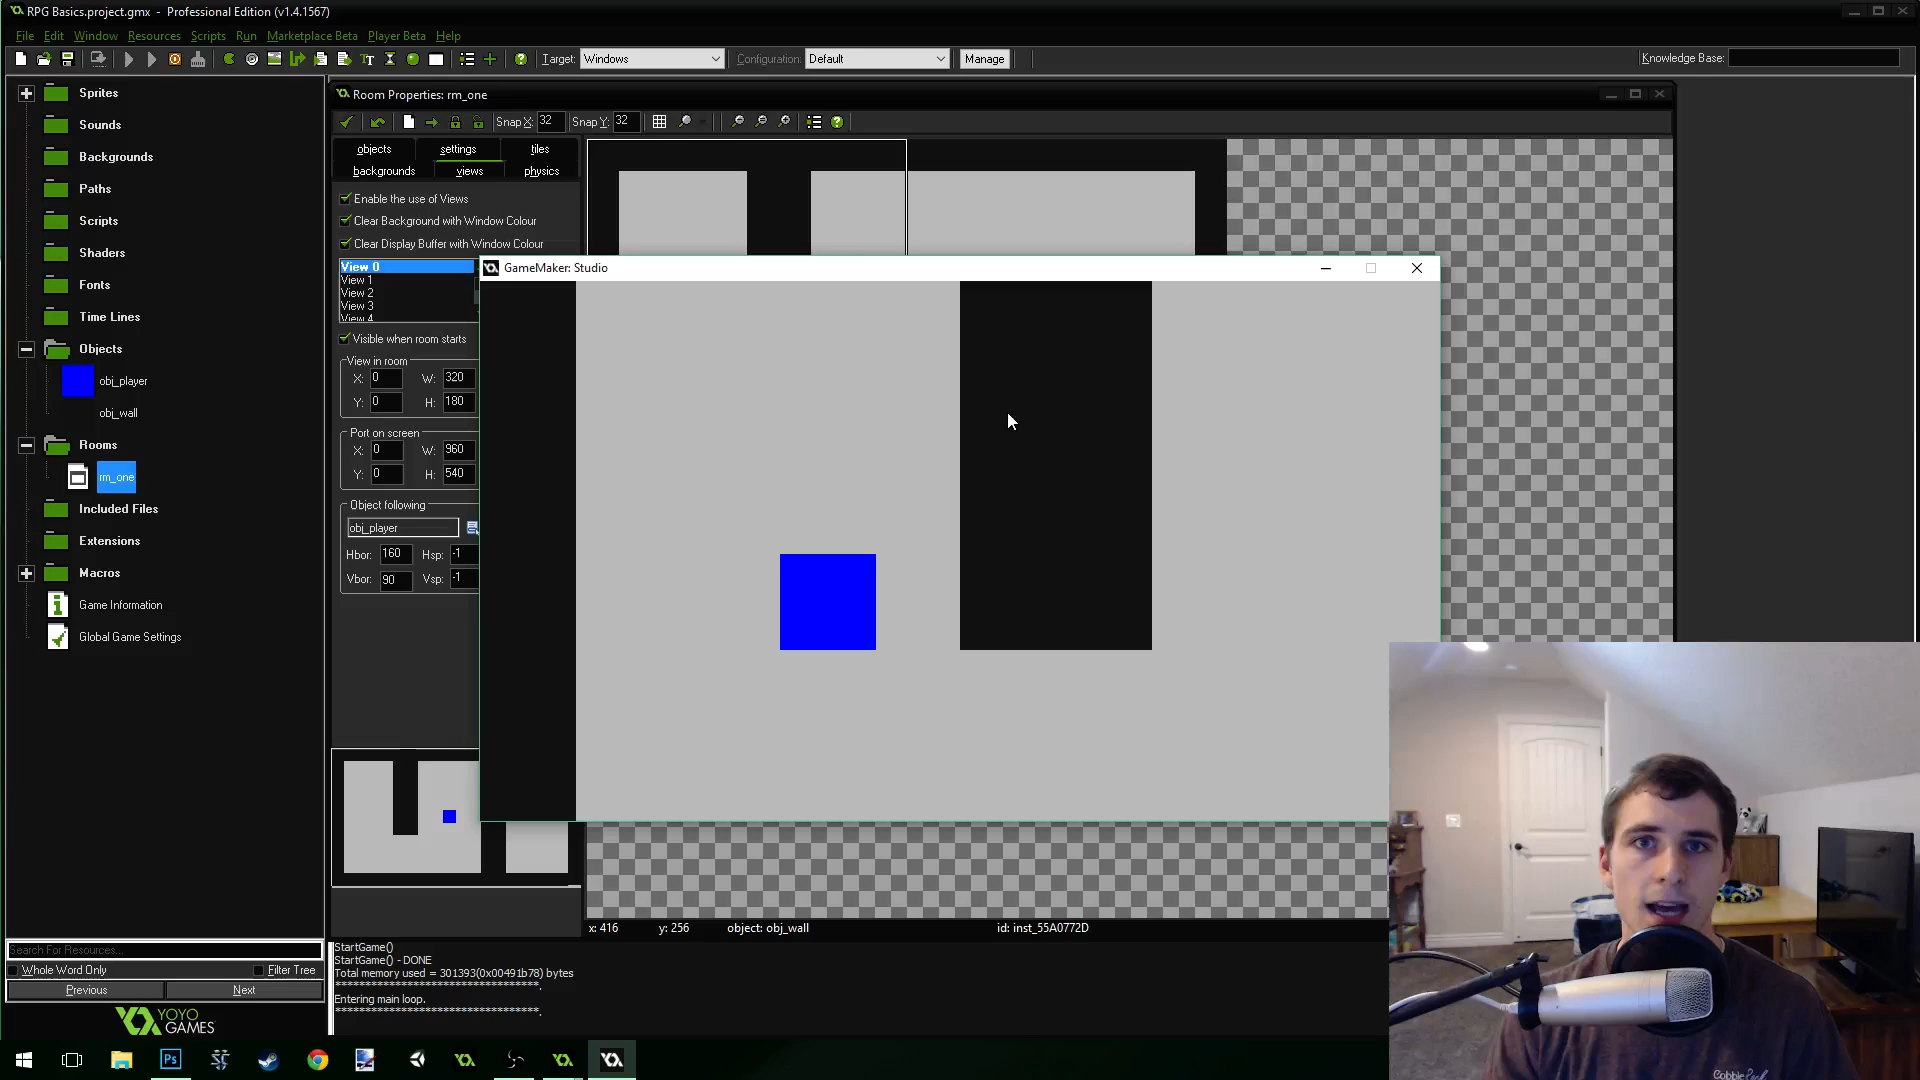 RPG Basics.project.gmx - Professional Edition (v1.4.1567)
File Edit Window Resources Scripts Run Marketplace Beta Player Beta Help
Target: Windows Configuration: Default Manage Knowledge Base:
Sprites
Sounds
Backgrounds
Paths
Scripts
Shaders
Fonts
Time Lines
Objects
obj_player
obj_wall
Rooms
rm_one
Included Files
Extensions
Macros
Game Information
Global Game Settings
Search For Resources...
Whole Word Only Filter Tree
Previous Next
YOYO
GAMES
Room Properties: rm_one
Snap X: 32 Snap Y: 32
objects settings tiles
backgrounds views physics
Enable the use of Views
Clear Background with Window Colour
Clear Display Buffer with Window Colour
View 0
View 1
View 2
View 3
View 4
Visible when room starts
View in room
X: 0 W: 320
Y: 0 H: 180
Port on screen
X: 0 W: 960
Y: 0 H: 540
Object following
obj_player
Hbor: 160 Hsp: -1
Vbor: 90 Vsp: -1
GameMaker: Studio
x: 416 y: 256 object: obj_wall id: inst_55A0772D
StartGame()
StartGame() - DONE
Total memory used = 301393(0x00491b78) bytes
**********************************.
Entering main loop.
**********************************.
Ps